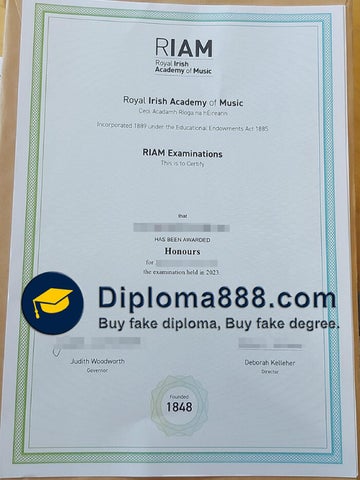 RIAM
Royal Irish
Academy of Music
Royal Irish Academy of Music
Ceol Acadamh Ríoga na hÉireann
Incorporated 1889 under the Educational Endowments Act 1885
RIAM Examinations
This is to Certify
that
HAS BEEN AWARDED
Honours
for
the examination held in 2023.
Diploma888.com
Buy fake diploma, Buy fake degree.
Judith Woodworth
Governor
Deborah Kelleher
Director
Founded
1848